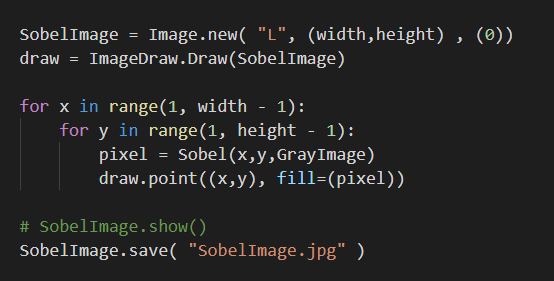 SobelImage = Image.new( "L", (width,height) , (0))
draw = ImageDraw.Draw(SobelImage)

for x in range(1, width - 1):
    for y in range(1, height - 1):
        pixel = Sobel(x,y,GrayImage)
        draw.point((x,y), fill=(pixel))

# SobelImage.show()
SobelImage.save( "SobelImage.jpg" )